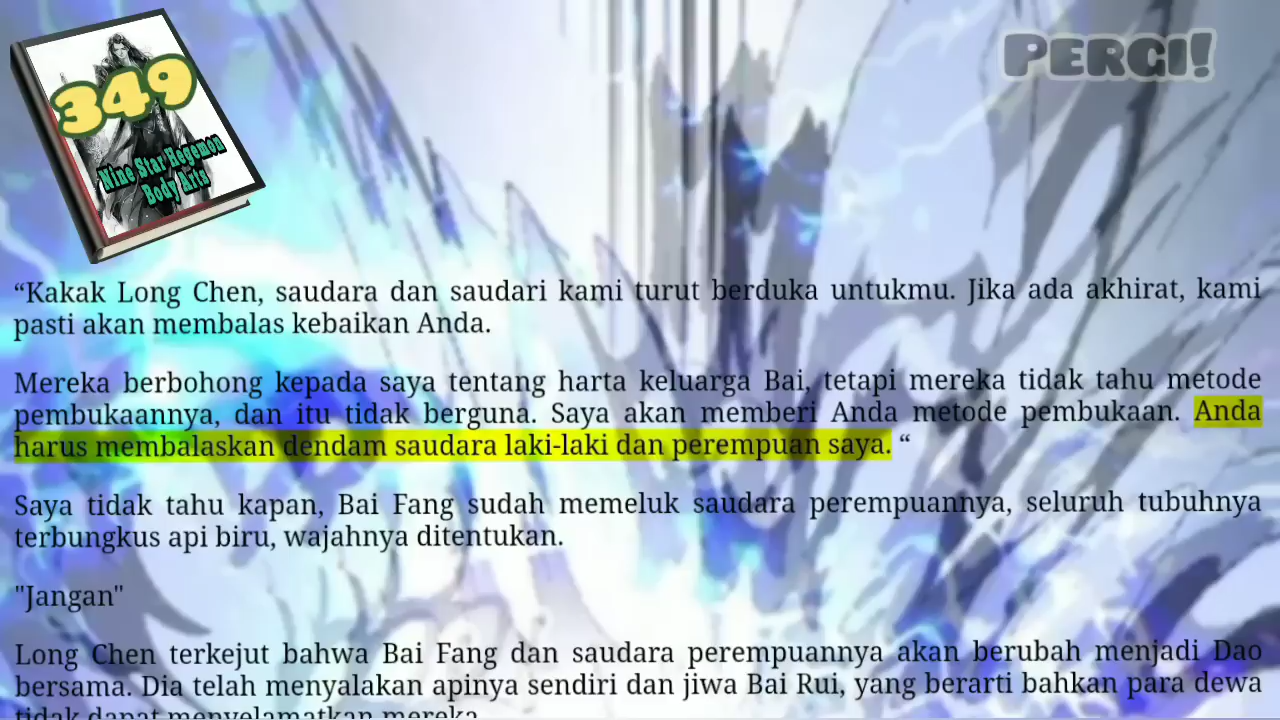 349
Nine Star Hegemon
Body Arts
PERGI!
“Kakak Long Chen, saudara dan saudari kami turut berduka untukmu. Jika ada akhirat, kami
pasti akan membalas kebaikan Anda.
Mereka berbohong kepada saya tentang harta keluarga Bai, tetapi mereka tidak tahu metode
pembukaannya, dan itu tidak berguna. Saya akan memberi Anda metode pembukaan. Anda
harus membalaskan dendam saudara laki-laki dan perempuan saya. “
Saya tidak tahu kapan, Bai Fang sudah memeluk saudara perempuannya, seluruh tubuhnya
terbungkus api biru, wajahnya ditentukan.
"Jangan"
Long Chen terkejut bahwa Bai Fang dan saudara perempuannya akan berubah menjadi Dao
bersama. Dia telah menyalakan apinya sendiri dan jiwa Bai Rui, yang berarti bahkan para dewa
tidak dapat menyelamatkan mereka.